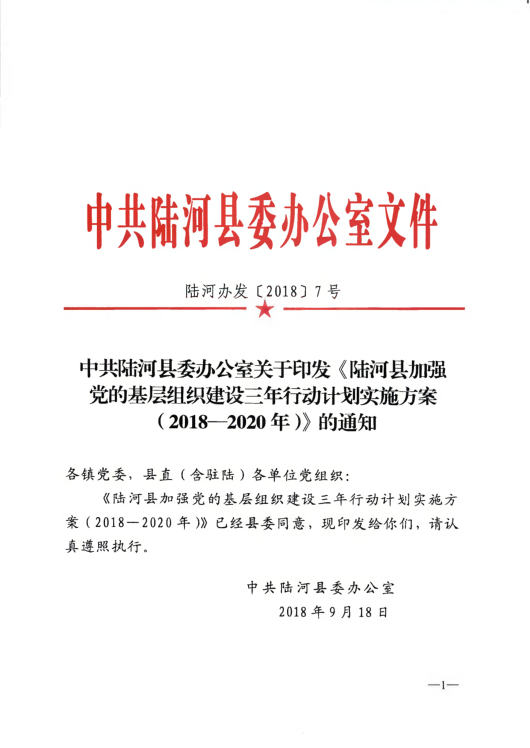 中共陆河县委办公室文件
陆河办发〔2018〕7号
中共陆河县委办公室关于印发《陆河县加强
党的基层组织建设三年行动计划实施方案
(2018—2020年)》的通知
各镇党委，县直（含驻陆）各单位党组织：
《陆河县加强党的基层组织建设三年行动计划实施方
案(2018—2020年)》已经县委同意，现印发给你们，请认
真遵照执行。
中共陆河县委办公室
2018年9月18日
—1—